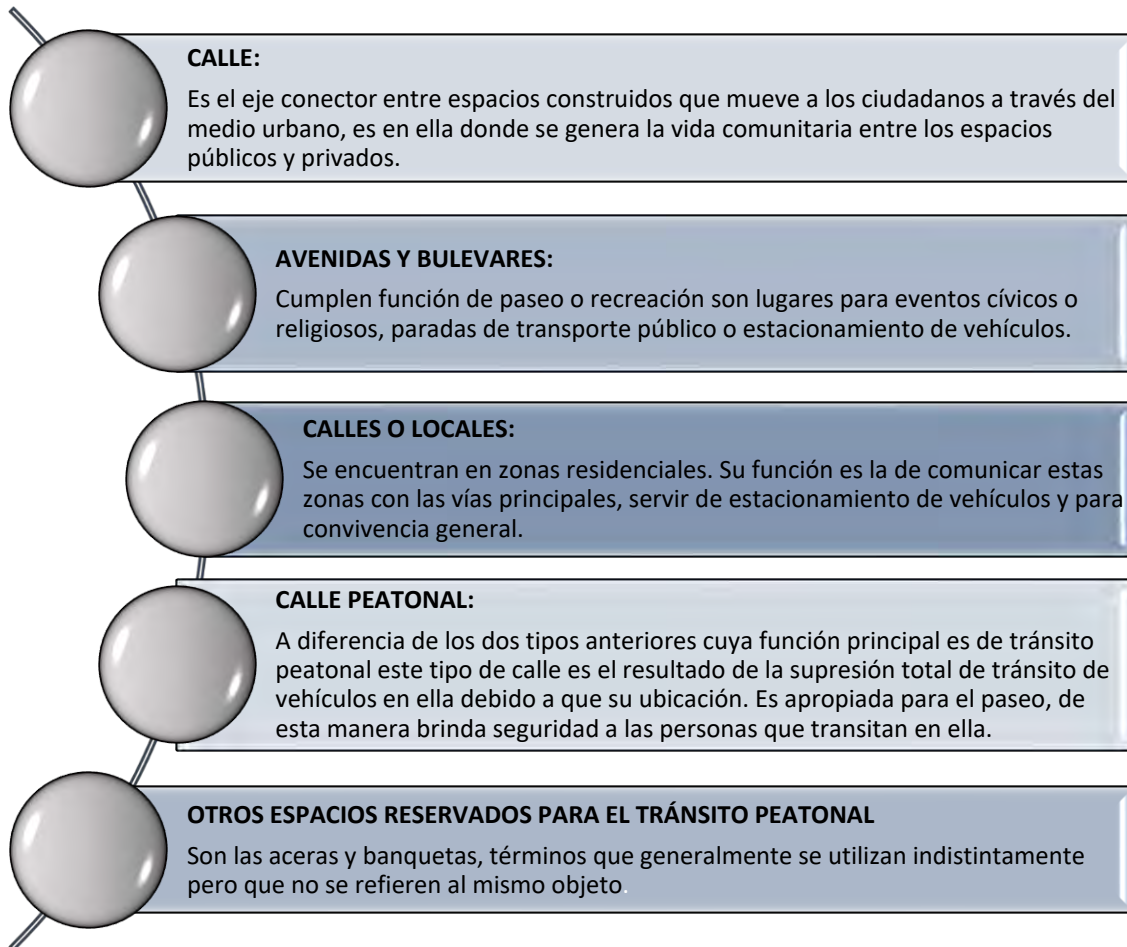 CALLE:
Es el eje conector entre espacios construidos que mueve a los ciudadanos a través del
medio urbano, es en ella donde se genera la vida comunitaria entre los espacios
públicos y privados.
AVENIDAS Y BULEVARES:
Cumplen función de paseo o recreación son lugares para eventos cívicos o
religiosos, paradas de transporte público o estacionamiento de vehículos.
CALLES O LOCALES:
Se encuentran en zonas residenciales. Su función es la de comunicar estas
zonas con las vías principales, servir de estacionamiento de vehículos y para
convivencia general.
CALLE PEATONAL:
A diferencia de los dos tipos anteriores cuya función principal es de tránsito
peatonal este tipo de calle es el resultado de la supresión total de tránsito de
vehículos en ella debido a que su ubicación. Es apropiada para el paseo, de
esta manera brinda seguridad a las personas que transitan en ella.
OTROS ESPACIOS RESERVADOS PARA EL TRÁNSITO PEATONAL
Son las aceras y banquetas, términos que generalmente se utilizan indistintamente
pero que no se refieren al mismo objeto.